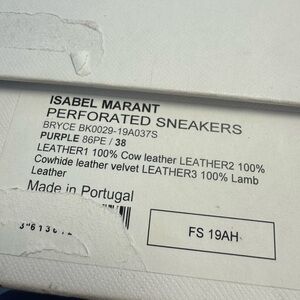 ISABEL MARANT
PERFORATED SNEAKERS
BRYCE BK0029-19A037S
PURPLE 86PE / 38
LEATHER1 100% Cow leather LEATHER2 100%
Cowhide leather velvet LEATHER3 100% Lamb
Leather
Made in Portugal
FS 19AH